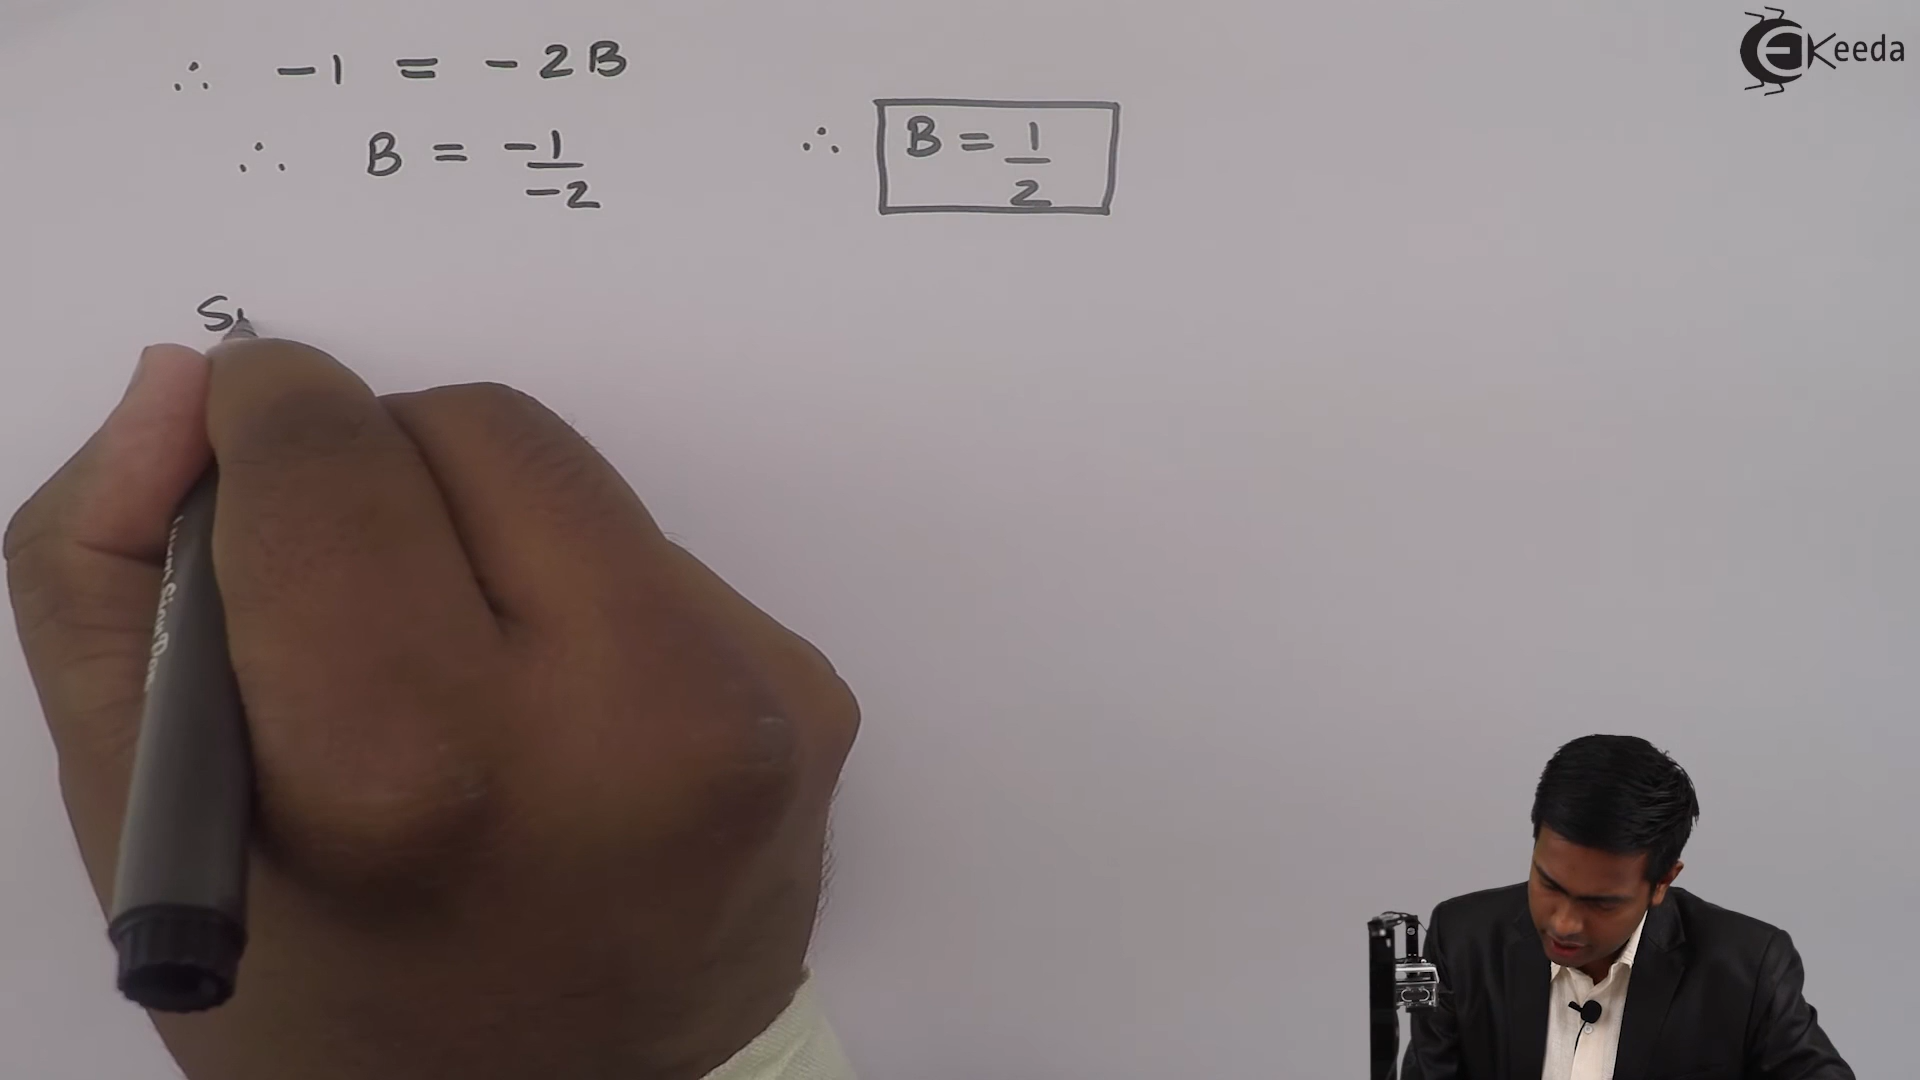 ∴ -1 = -2B
∴ B = -1/-2 ∴ B = 1/2
EKeeda